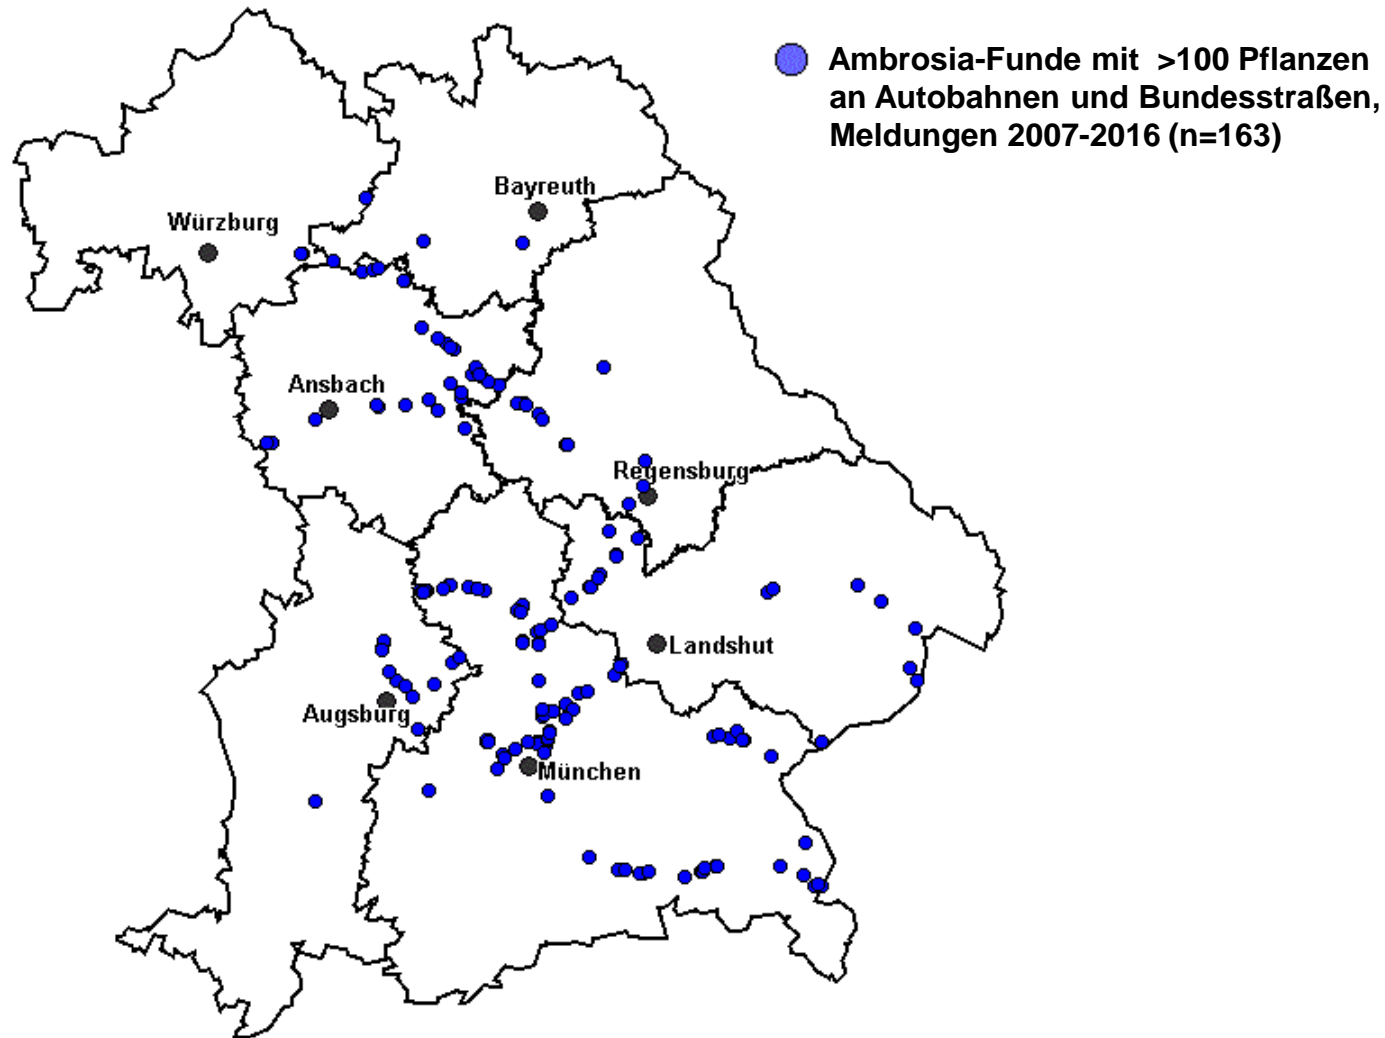 Ambrosia-Funde mit >100 Pflanzen
an Autobahnen und Bundesstraßen,
Meldungen 2007-2016 (n=163)
Bayreuth
Würzburg
Ansbach
Regensburg
Landshut
Augsburg
München